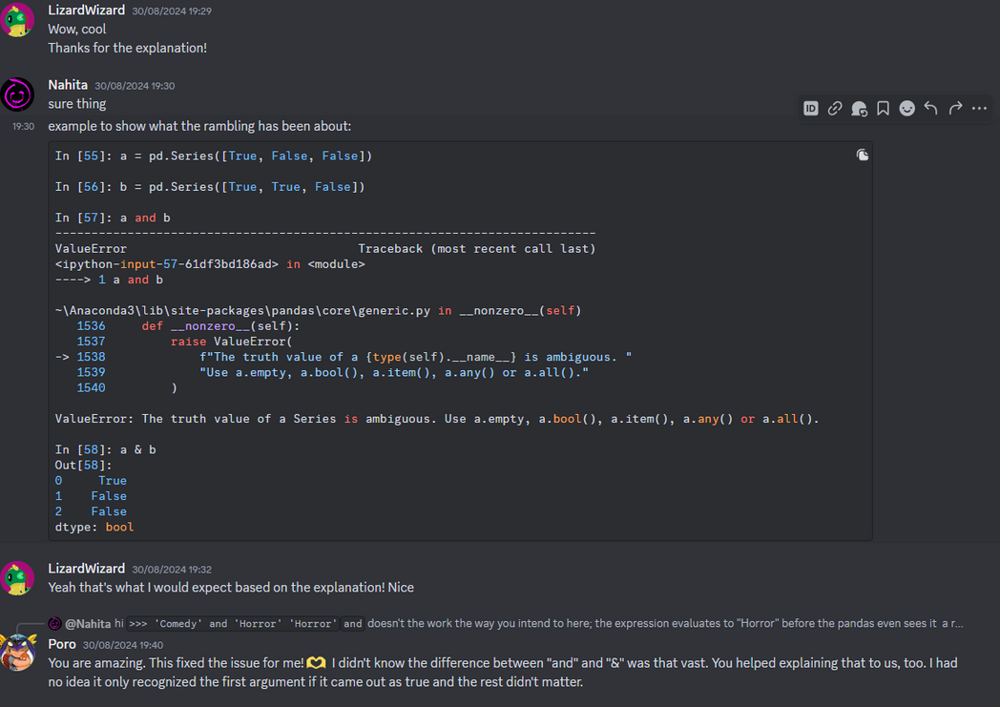 LizardWizard 30/08/2024 19:29
Wow, cool
Thanks for the explanation!
Nahita 30/08/2024 19:30
sure thing
ID
19:30 example to show what the rambling has been about:
In [55]: a = pd.Series([True, False, False])
In [56]: b = pd.Series([True, True, False])
In [57]: a and b
---------------------------------------------------------------------------
ValueError Traceback (most recent call last)
<ipython-input-57-61df3bd186ad> in <module>
----> 1 a and b
~\Anaconda3\lib\site-packages\pandas\core\generic.py in __nonzero__(self)
1536 def __nonzero__(self):
1537 raise ValueError(
-> 1538 f"The truth value of a {type(self).__name__} is ambiguous. "
1539 "Use a.empty, a.bool(), a.item(), a.any() or a.all()."
1540 )
ValueError: The truth value of a Series is ambiguous. Use a.empty, a.bool(), a.item(), a.any() or a.all().
In [58]: a & b
Out[58]:
0 True
1 False
2 False
dtype: bool
LizardWizard 30/08/2024 19:32
Yeah that's what I would expect based on the explanation! Nice
@Nahita hi >>> 'Comedy' and 'Horror' 'Horror' and doesn't the work the way you intend to here; the expression evaluates to "Horror" before the pandas even sees it a r...
Poro 30/08/2024 19:40
You are amazing. This fixed the issue for me! 🫶 I didn't know the difference between "and" and "&" was that vast. You helped explaining that to us, too. I had
no idea it only recognized the first argument if it came out as true and the rest didn't matter.